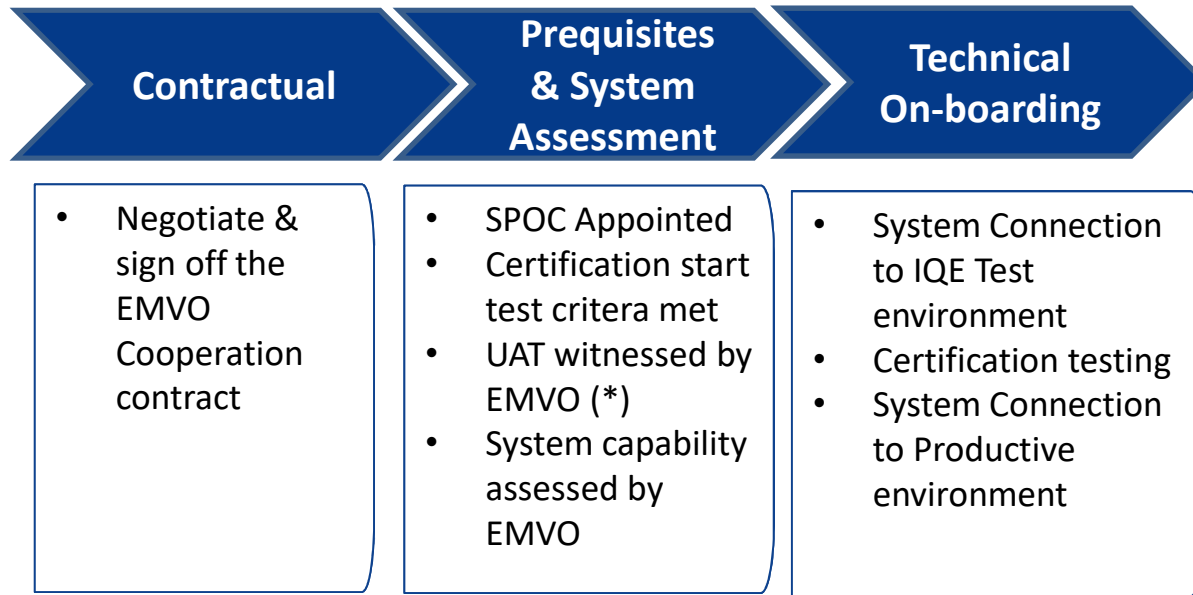 Contractual
Prequisites
& System
Assessment
Technical
On-boarding
• Negotiate &
sign off the
EMVO
Cooperation
contract
• SPOC Appointed
• Certification start
test critera met
• UAT witnessed by
EMVO (*)
• System capability
assessed by
EMVO
• System Connection
to IQE Test
environment
• Certification testing
• System Connection
to Productive
environment